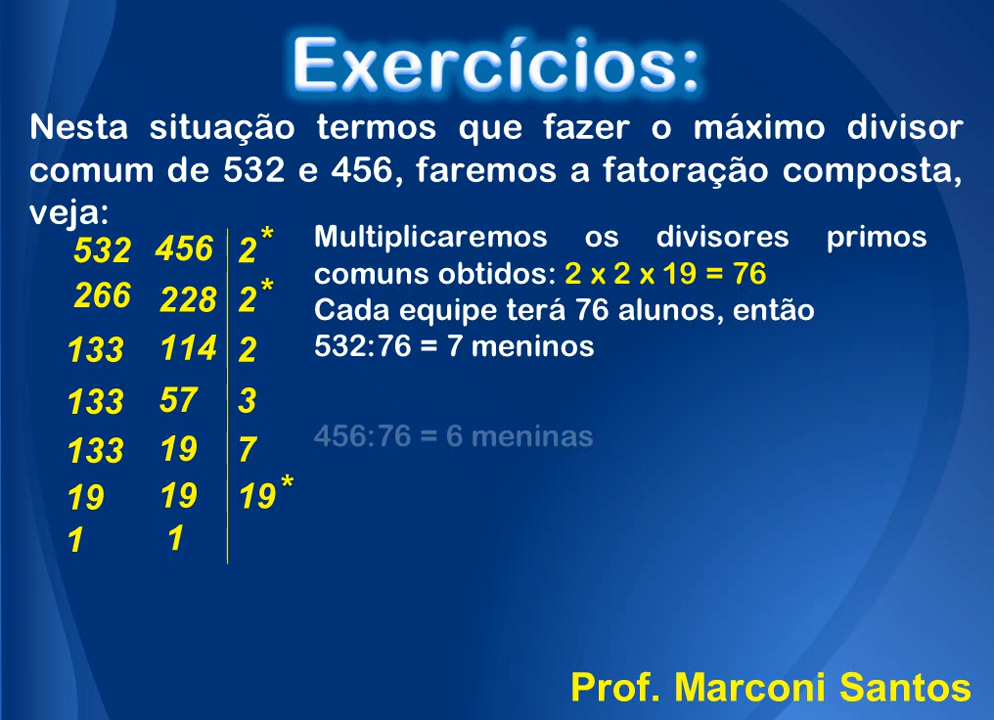 Exercícios:
Nesta situação termos que fazer o máximo divisor
comum de 532 e 456, faremos a fatoração composta,
veja:
532 456 2*
266 228 2*
133 114 2
133 57 3
133 19 7
19 19 19*
1 1
Multiplicaremos os divisores primos
comuns obtidos: 2 x 2 x 19 = 76
Cada equipe terá 76 alunos, então
532:76 = 7 meninos
456:76 = 6 meninas
Prof. Marconi Santos